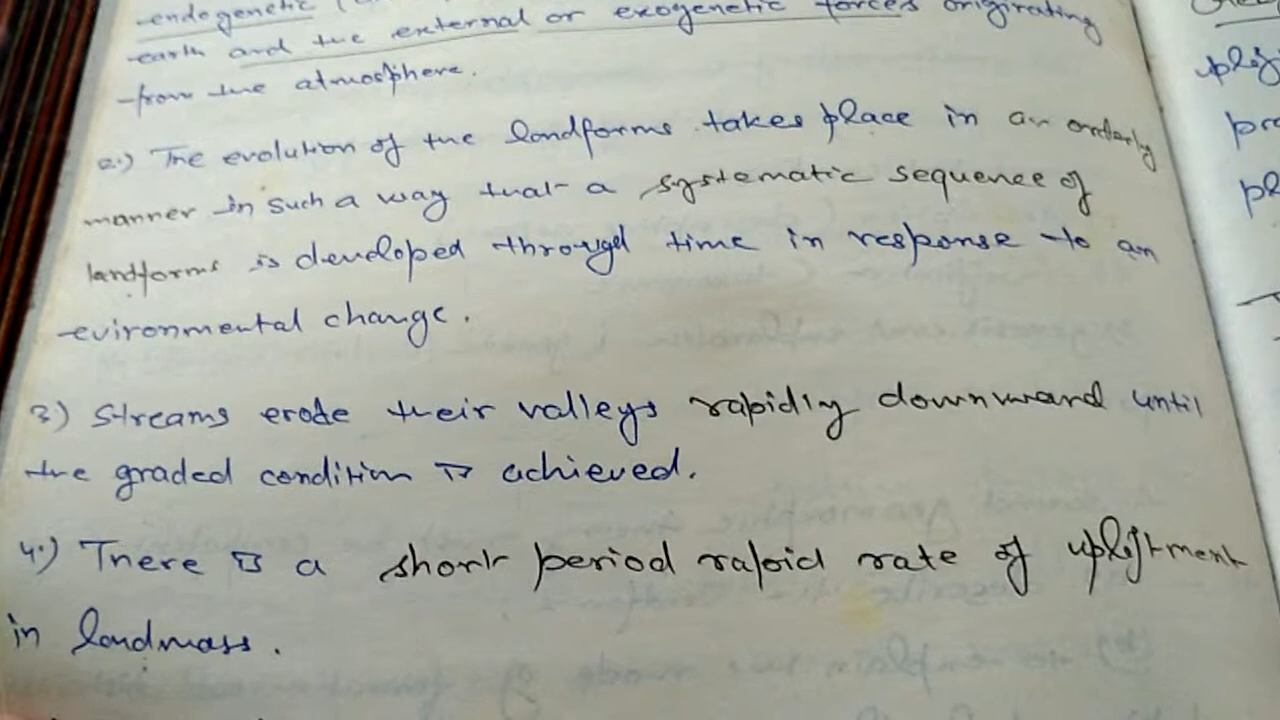 endogenetic
earth and the external or exogenetic forces originating
from the atmosphere.
2.) The evolution of the landforms takes place in an orderly
manner in such a way that a systematic sequence of
landforms is developed through time in response to an
evironmental change.
3) Streams erode their valleys rapidly downward until
the graded condition is achieved.
4.) There is a short period rapid rate of upliftment
in landmass.